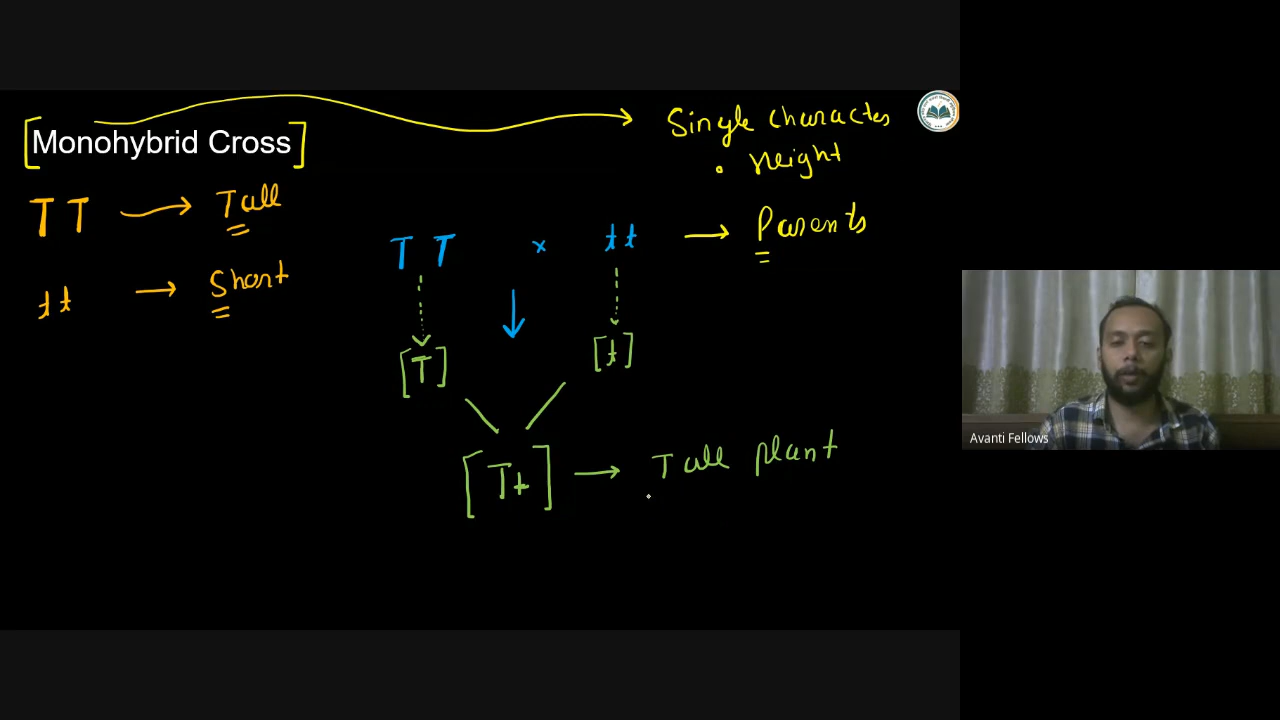 Monohybrid Cross
Single character
• Height
TT → Tall
tt → Short
TT × tt → Parents
[T] [t]
[Tt] → Tall plant
Avanti Fellows